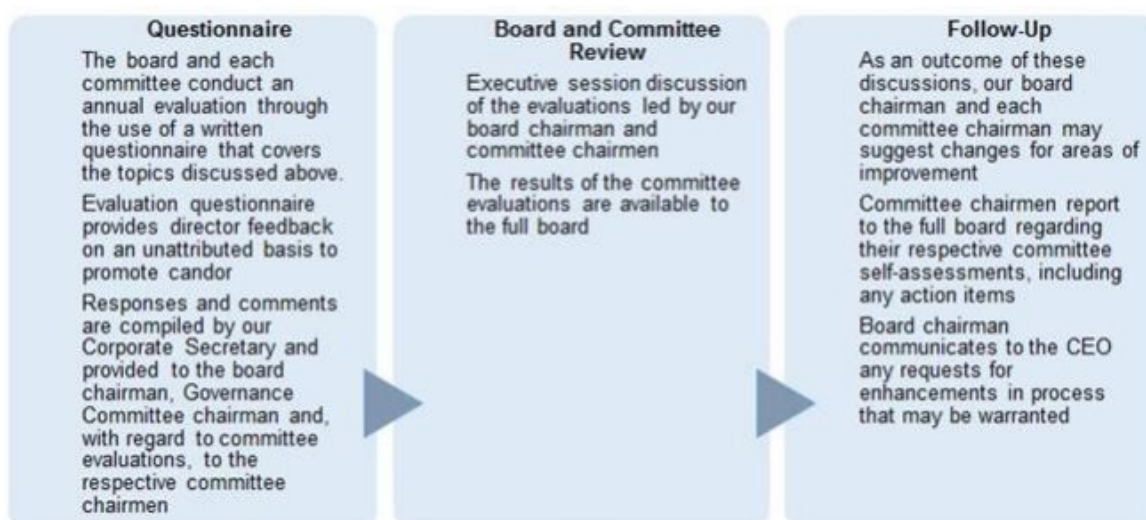 Questionnaire
The board and each
committee conduct an
annual evaluation through
the use of a written
questionnaire that covers
the topics discussed above.
Evaluation questionnaire
provides director feedback
on an unattributed basis to
promote candor
Responses and comments
are compiled by our
Corporate Secretary and
provided to the board
chairman, Governance
Committee chairman and,
with regard to committee
evaluations, to the
respective committee
chairmen
Board and Committee
Review
Executive session discussion
of the evaluations led by our
board chairman and
committee chairmen
The results of the committee
evaluations are available to
the full board
Follow-Up
As an outcome of these
discussions, our board
chairman and each
committee chairman may
suggest changes for areas of
improvement
Committee chairmen report
to the full board regarding
their respective committee
self-assessments, including
any action items
Board chairman
communicates to the CEO
any requests for
enhancements in process
that may be warranted